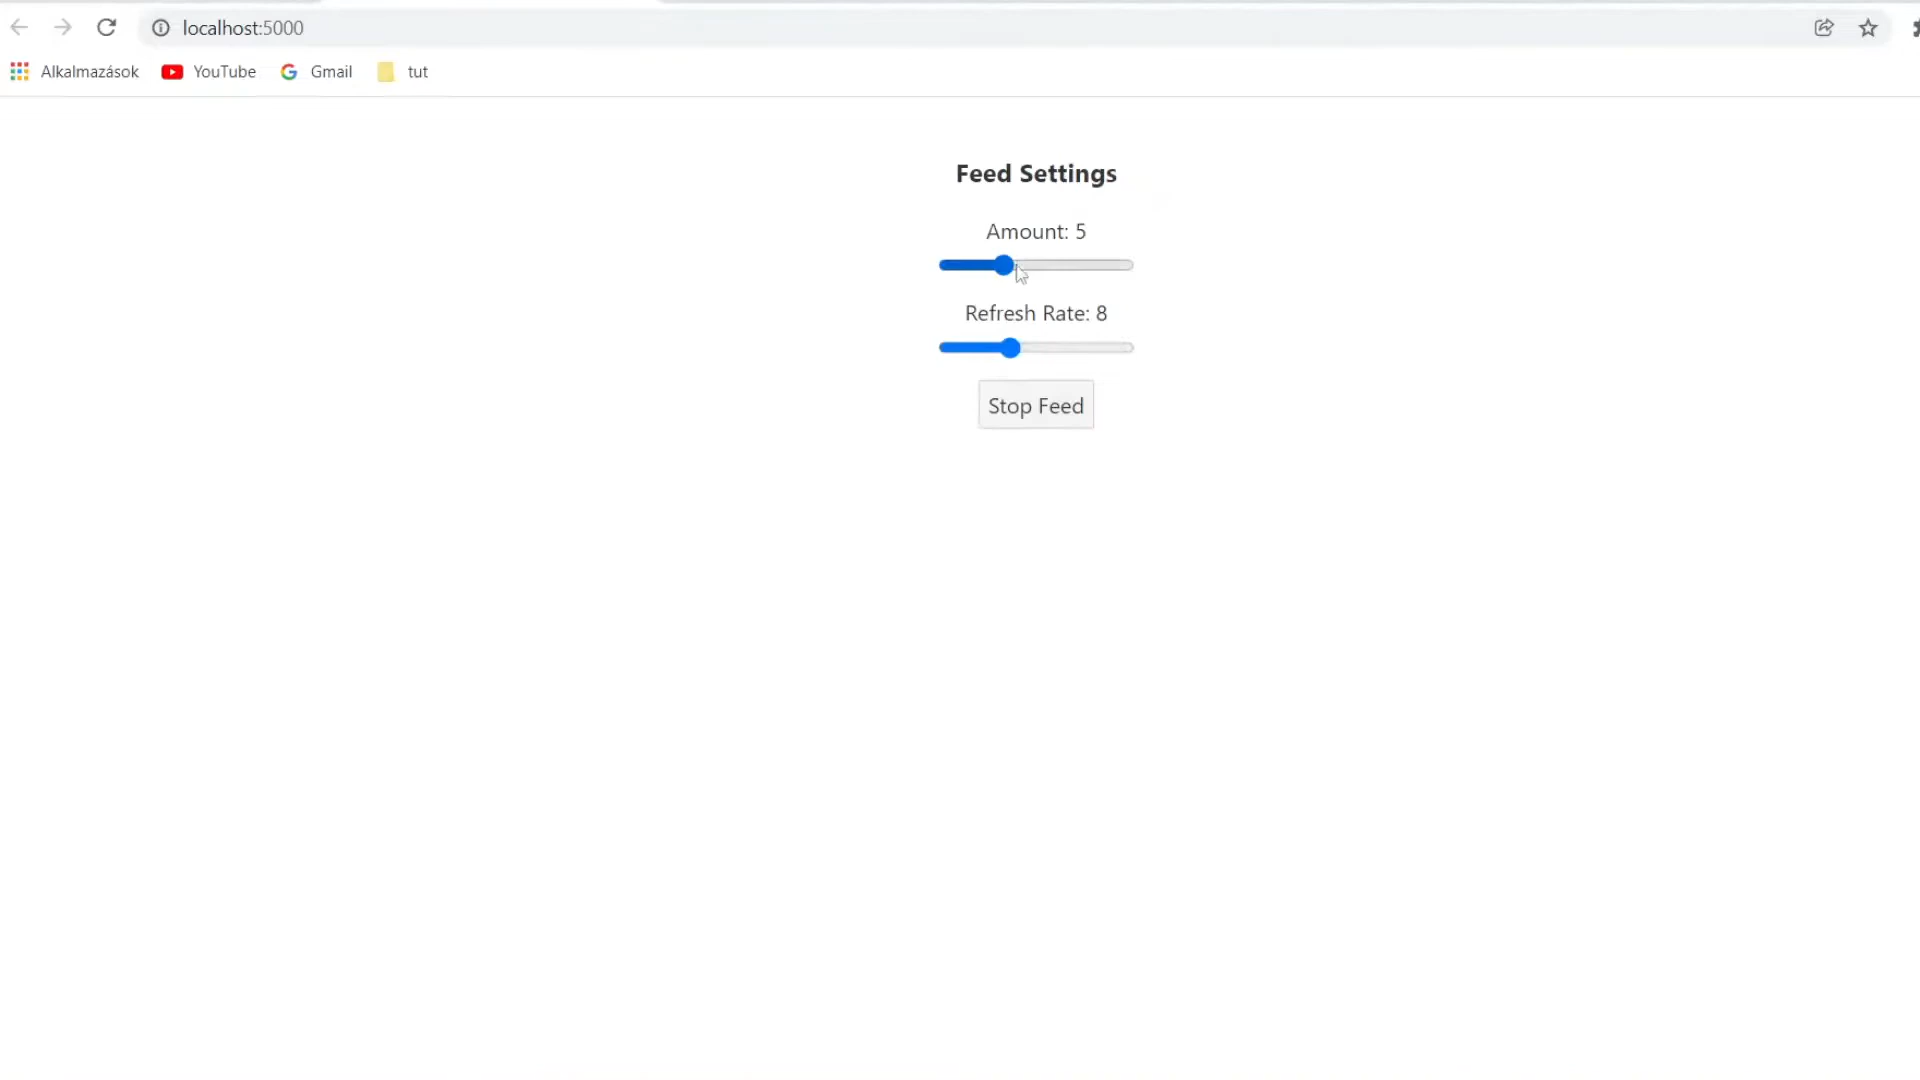 localhost:5000
Alkalmazások YouTube Gmail tut
Feed Settings
Amount: 5
Refresh Rate: 8
Stop Feed